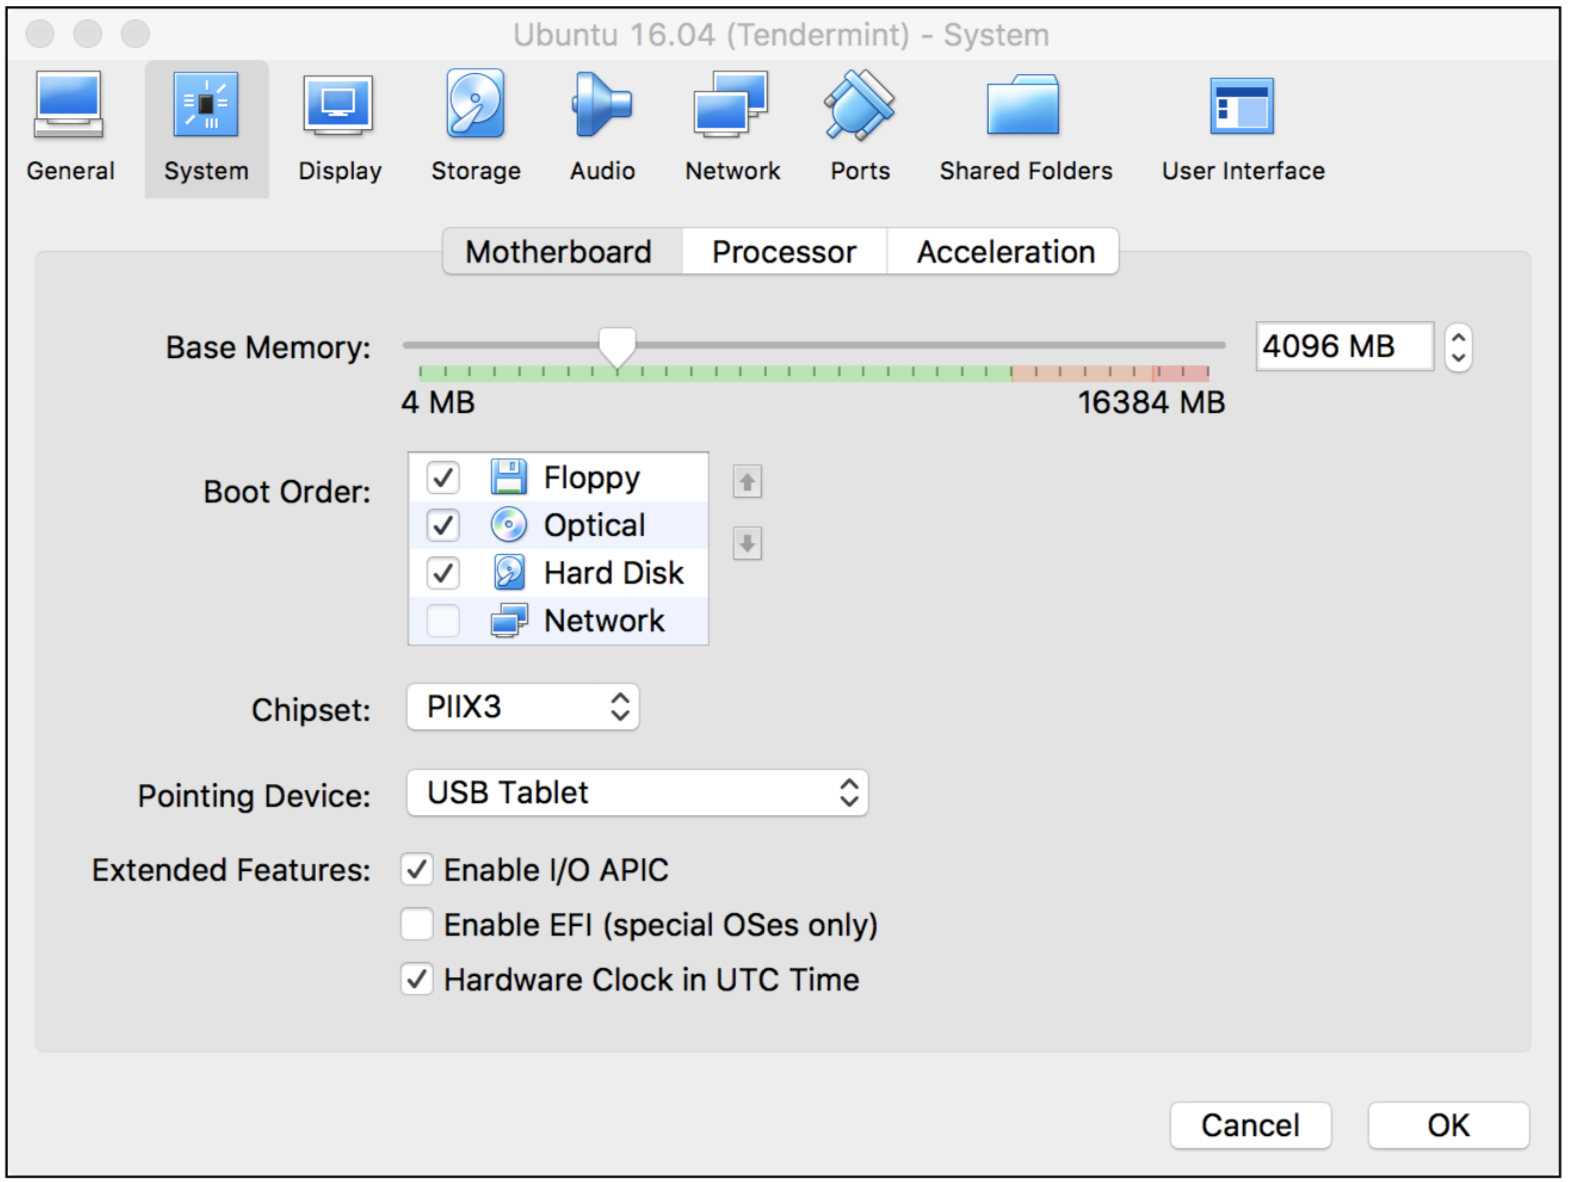 Ubuntu 16.04 (Tendermint) - System
General System Display Storage Audio Network Ports Shared Folders User Interface
Motherboard Processor Acceleration
Base Memory: 4096 MB
4 MB 16384 MB
Boot Order: Floppy
Optical
Hard Disk
Network
Chipset: PIIX3
Pointing Device: USB Tablet
Extended Features: Enable I/O APIC
Enable EFI (special OSes only)
Hardware Clock in UTC Time
Cancel OK